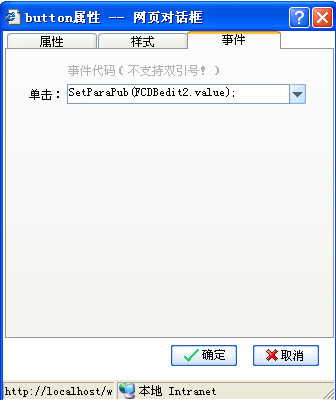 button属性 -- 网页对话框
属性 样式 事件
事件代码(不支持双引号!)
单击: SetParaPub(FCDBedit2.value);
确定 取消
http://localhost/w 本地 Intranet